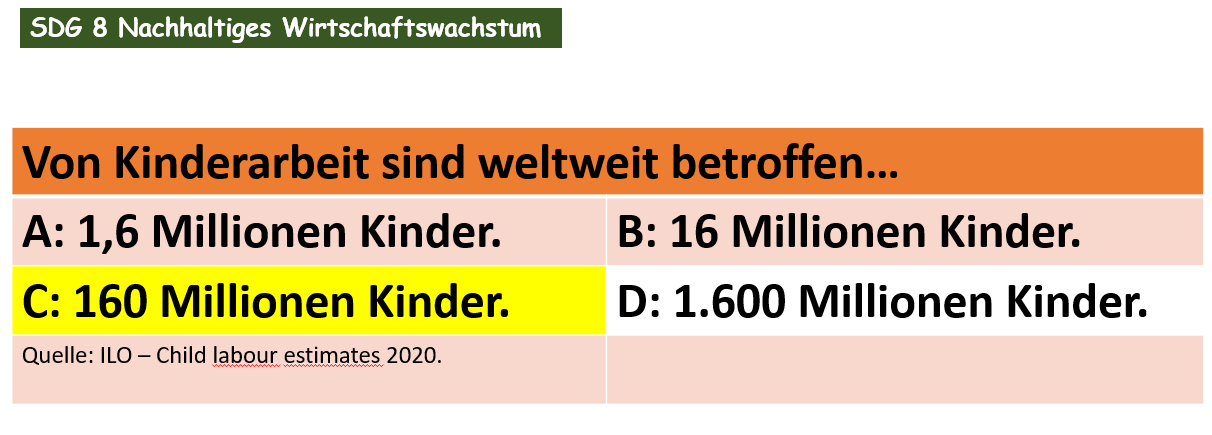 SDG 8 Nachhaltiges Wirtschaftswachstum
Von Kinderarbeit sind weltweit betroffen…
A: 1,6 Millionen Kinder.
B: 16 Millionen Kinder.
C: 160 Millionen Kinder.
D: 1.600 Millionen Kinder.
Quelle: ILO – Child labour estimates 2020.